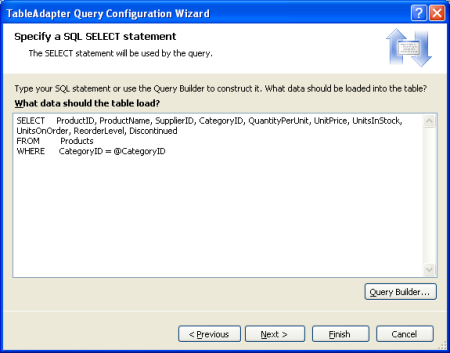 TableAdapter Query Configuration Wizard
Specify a SQL SELECT statement
The SELECT statement will be used by the query.
Type your SQL statement or use the Query Builder to construct it. What data should be loaded into the table?
What data should the table load?
SELECT ProductID, ProductName, SupplierID, CategoryID, QuantityPerUnit, UnitPrice, UnitsInStock,
UnitsOnOrder, ReorderLevel, Discontinued
FROM Products
WHERE CategoryID = @CategoryID
Query Builder...
< Previous Next > Finish Cancel